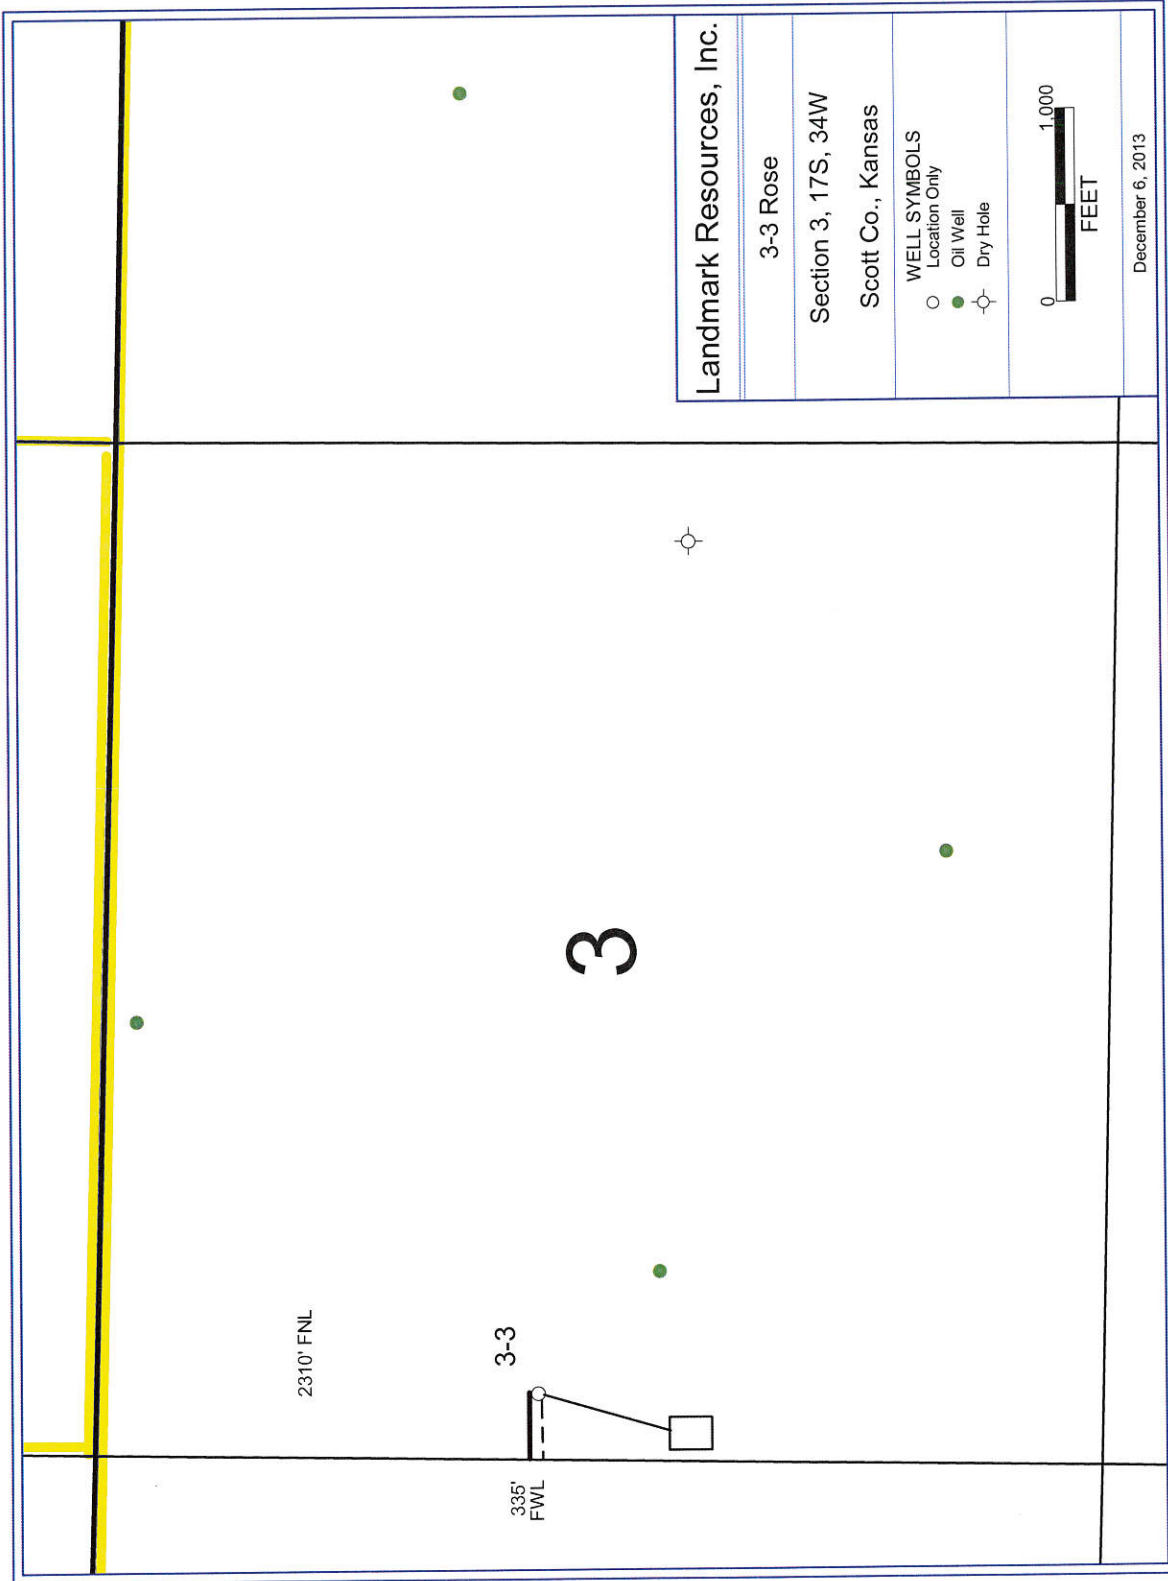 2310' FNL
3-3
335'
FWL
3
Landmark Resources, Inc.
3-3 Rose
Section 3, 17S, 34W
Scott Co., Kansas
WELL SYMBOLS
Location Only
Oil Well
Dry Hole
0 1,000
FEET
December 6, 2013